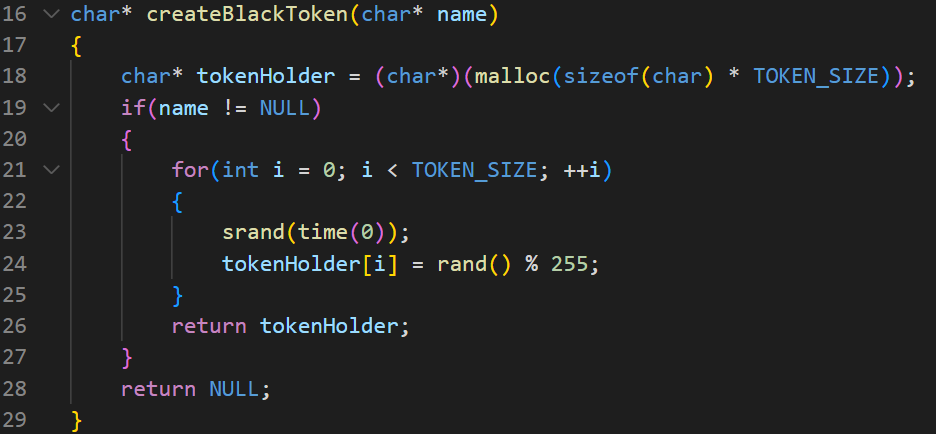 16 char* createBlackToken(char* name)
17 {
18 char* tokenHolder = (char*)(malloc(sizeof(char) * TOKEN_SIZE));
19 if(name != NULL)
20 {
21 for(int i = 0; i < TOKEN_SIZE; ++i)
22 {
23 srand(time(0));
24 tokenHolder[i] = rand() % 255;
25 }
26 return tokenHolder;
27 }
28 return NULL;
29 }